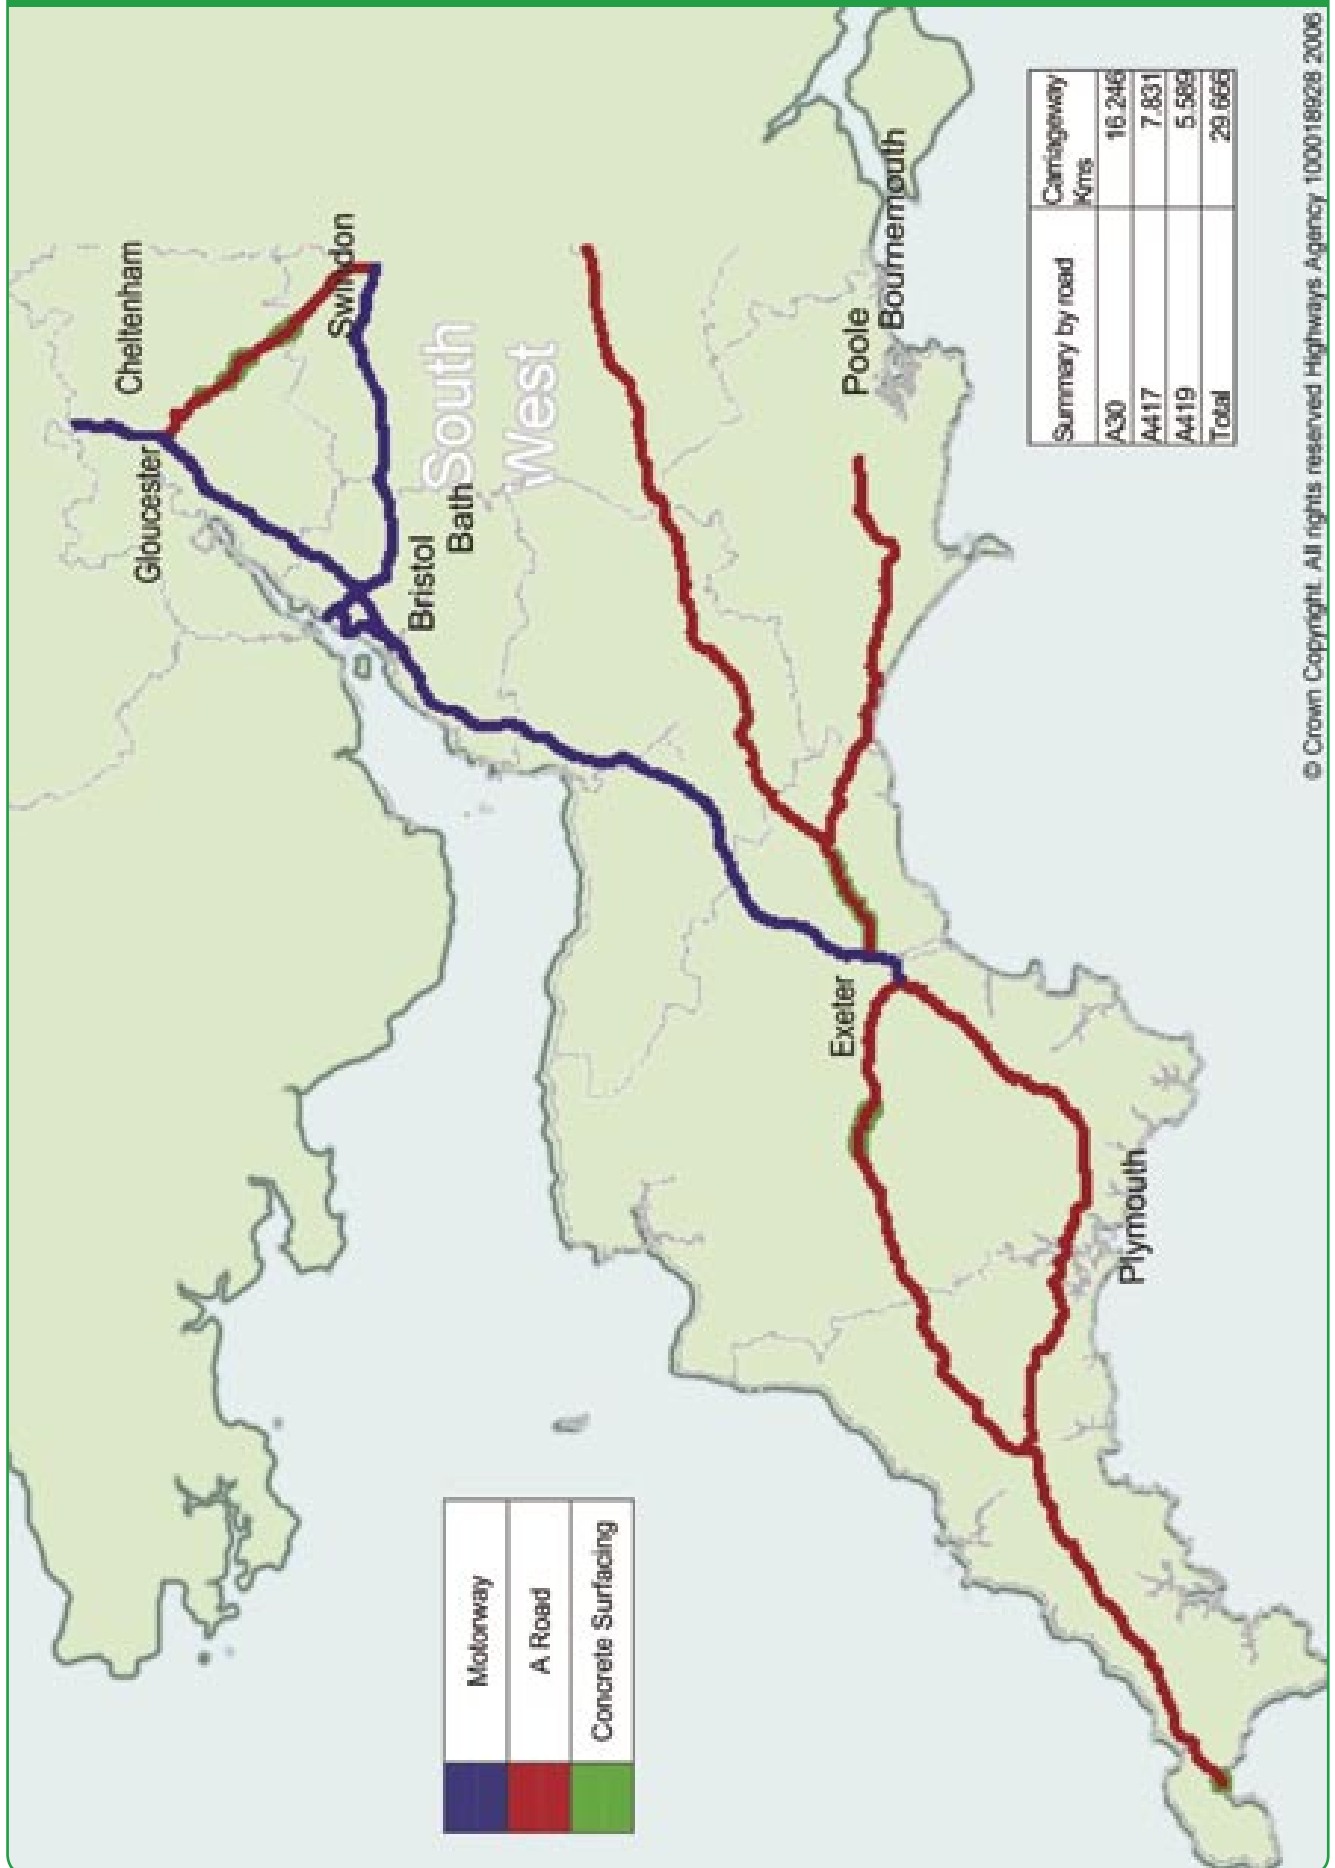 Cheltenham
Gloucester
Swindon
South
West
Bristol
Bath
Poole
Bournemouth
Exeter
Plymouth
Motorway
A Road
Concrete Surfacing
Summary by road Carriageway
Kms
A30 16.246
A417 7.831
A419 5.589
Total 29.666
© Crown Copyright. All rights reserved Highways Agency 100018928 2006